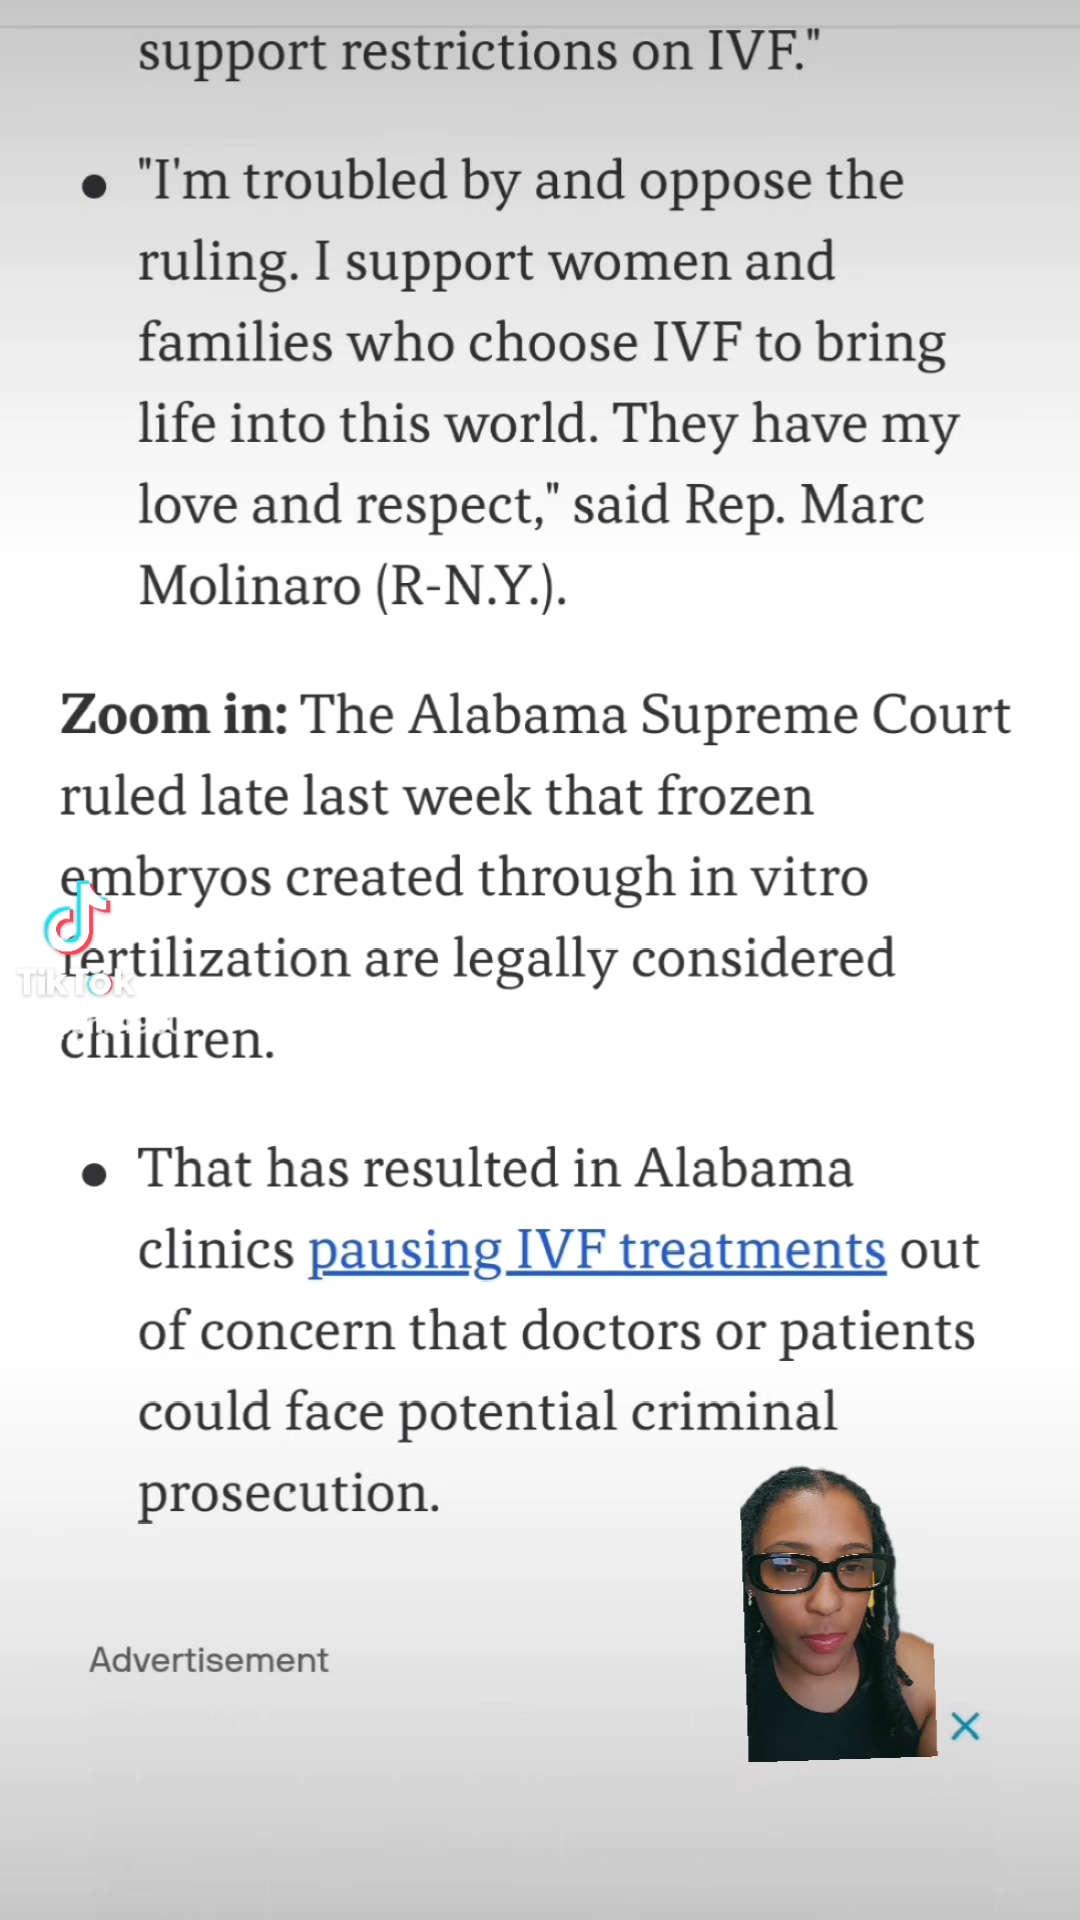 support restrictions on IVF."
● "I'm troubled by and oppose the
ruling. I support women and
families who choose IVF to bring
life into this world. They have my
love and respect," said Rep. Marc
Molinaro (R-N.Y.).
Zoom in: The Alabama Supreme Court
ruled late last week that frozen
embryos created through in vitro
fertilization are legally considered
TikTok
children.
● That has resulted in Alabama
clinics pausing IVF treatments out
of concern that doctors or patients
could face potential criminal
prosecution.
Advertisement